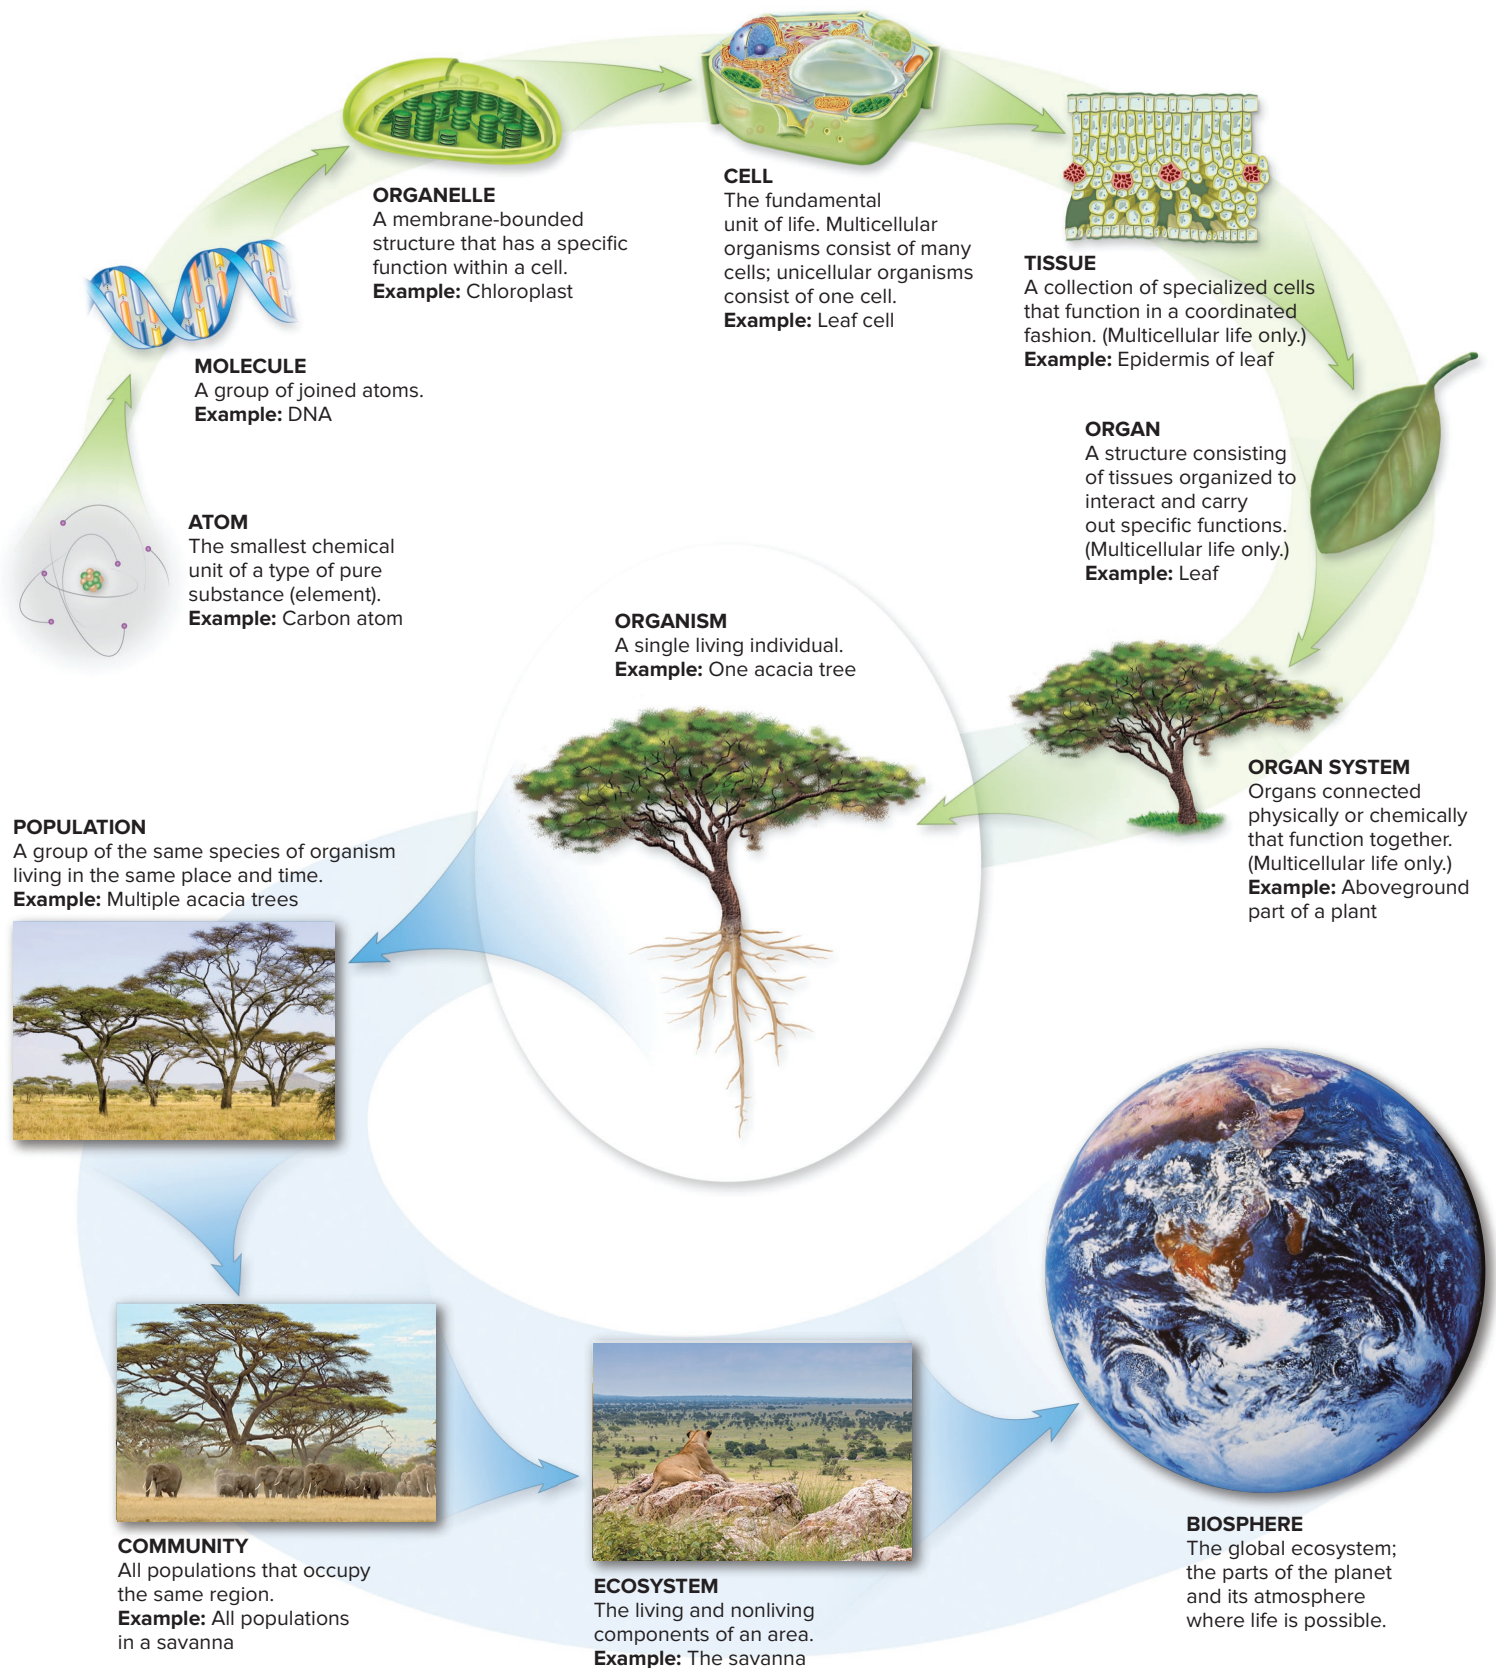 ATOM
The smallest chemical
unit of a type of pure
substance (element).
Example: Carbon atom
MOLECULE
A group of joined atoms.
Example: DNA
ORGANELLE
A membrane-bounded
structure that has a specific
function within a cell.
Example: Chloroplast
CELL
The fundamental
unit of life. Multicellular
organisms consist of many
cells; unicellular organisms
consist of one cell.
Example: Leaf cell
TISSUE
A collection of specialized cells
that function in a coordinated
fashion. (Multicellular life only.)
Example: Epidermis of leaf
ORGAN
A structure consisting
of tissues organized to
interact and carry
out specific functions.
(Multicellular life only.)
Example: Leaf
ORGAN SYSTEM
Organs connected
physically or chemically
that function together.
(Multicellular life only.)
Example: Aboveground
part of a plant
ORGANISM
A single living individual.
Example: One acacia tree
POPULATION
A group of the same species of organism
living in the same place and time.
Example: Multiple acacia trees
COMMUNITY
All populations that occupy
the same region.
Example: All populations
in a savanna
ECOSYSTEM
The living and nonliving
components of an area.
Example: The savanna
BIOSPHERE
The global ecosystem;
the parts of the planet
and its atmosphere
where life is possible.